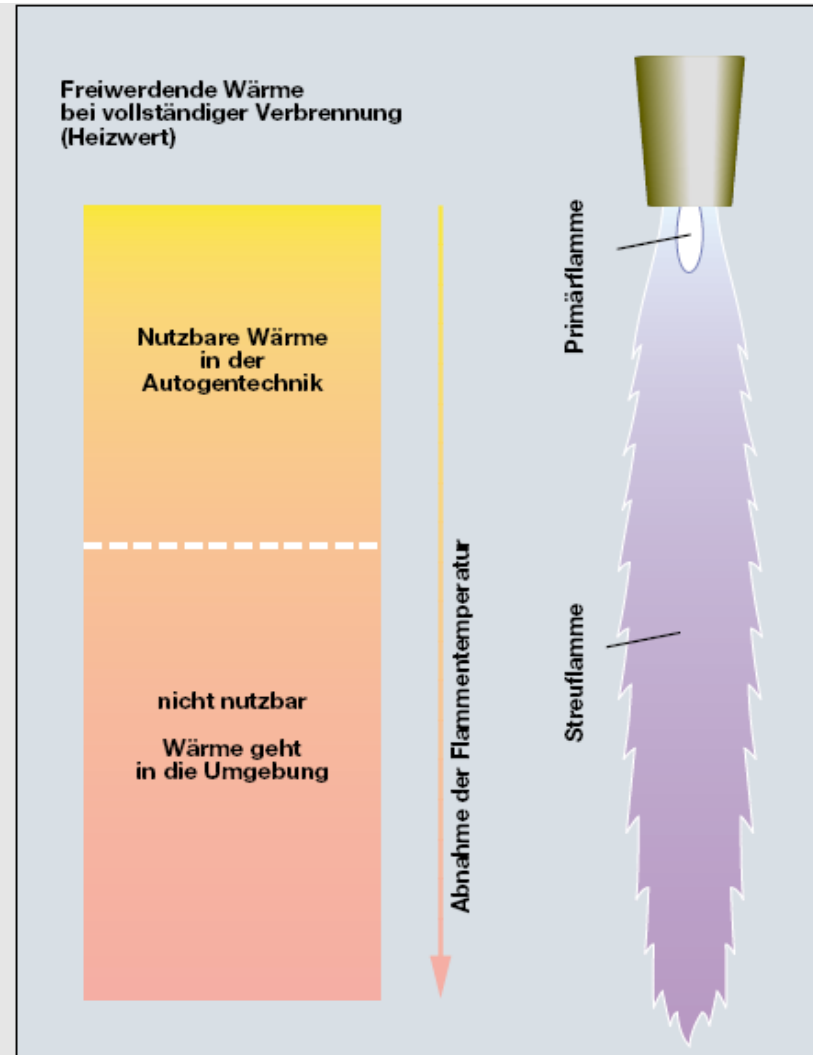 Freiwerdende Wärme
bei vollständiger Verbrennung
(Heizwert)
Nutzbare Wärme
in der
Autogentechnik
nicht nutzbar
Wärme geht
in die Umgebung
Abnahme der Flammentemperatur
Primärflamme
Streuflamme